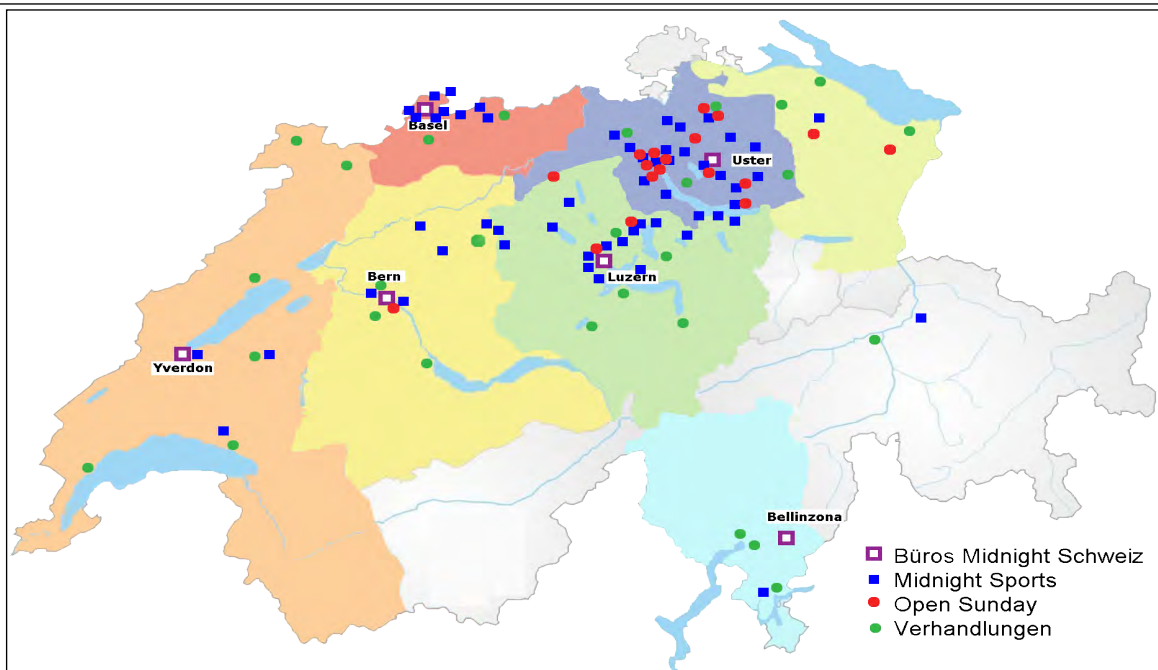 Basel
Uster
Bern
Luzern
Yverdon
Bellinzona
Büros Midnight Schweiz
Midnight Sports
Open Sunday
Verhandlungen